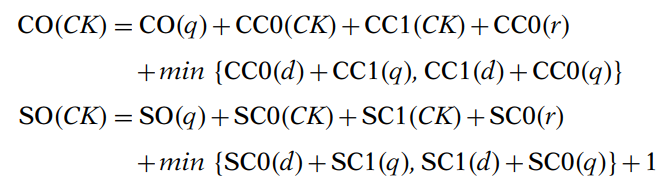 CO(CK) = CO(q) + CC0(CK) + CC1(CK) + CC0(r)
+min {CC0(d) + CC1(q), CC1(d) + CC0(q)}
SO(CK) = SO(q) + SC0(CK) + SC1(CK) + SC0(r)
+min {SC0(d) + SC1(q), SC1(d) + SC0(q)} + 1